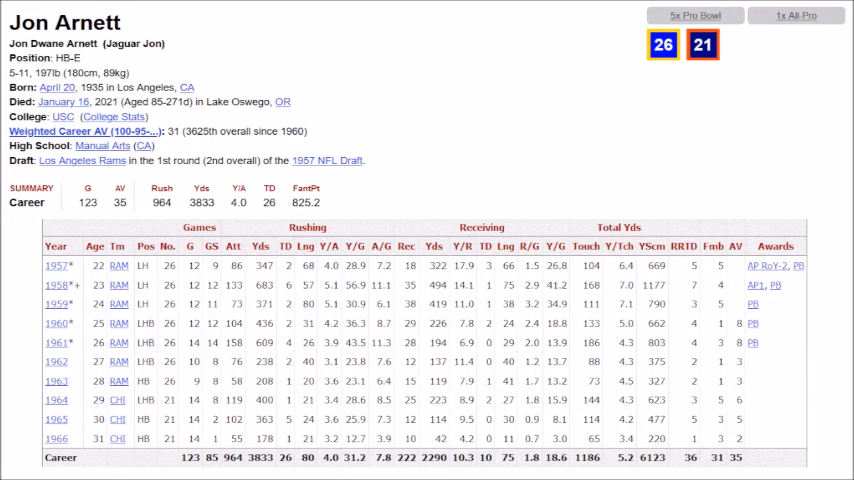 Jon Arnett
Jon Dwane Arnett (Jaguar Jon)
Position: HB-E
5-11, 197lb (180cm, 89kg)
Born: April 20, 1935 in Los Angeles, CA
Died: January 16, 2021 (Aged 85-271d) in Lake Oswego, OR
College: USC (College Stats)
Weighted Career AV (100-95-...): 31 (3625th overall since 1960)
High School: Manual Arts (CA)
Draft: Los Angeles Rams in the 1st round (2nd overall) of the 1957 NFL Draft.
5x Pro Bowl 1x All-Pro
26 21
SUMMARY G AV Rush Yds Y/A TD FantPt
Career 123 35 964 3833 4.0 26 825.2
Games Rushing Receiving Total Yds
Year Age Tm Pos No. G GS Att Yds TD Lng Y/A Y/G A/G Rec Yds Y/R TD Lng R/G Y/G Touch Y/Tch YScm RRTD Fmb AV Awards
1957* 22 RAM LH 26 12 9 86 347 2 68 4.0 28.9 7.2 18 322 17.9 3 66 1.5 26.8 104 6.4 669 5 5 AP RoY-2, PB
1958*+ 23 RAM LH 26 12 12 133 683 6 57 5.1 56.9 11.1 35 494 14.1 1 75 2.9 41.2 168 7.0 1177 7 4 AP1, PB
1959* 24 RAM LH 26 12 11 73 371 2 80 5.1 30.9 6.1 38 419 11.0 1 38 3.2 34.9 111 7.1 790 3 5 PB
1960* 25 RAM LHB 26 12 12 104 436 2 31 4.2 36.3 8.7 29 226 7.8 2 24 2.4 18.8 133 5.0 662 4 1 8 PB
1961* 26 RAM LHB 26 14 14 158 609 4 26 3.9 43.5 11.3 28 194 6.9 0 29 2.0 13.9 186 4.3 803 4 3 8 PB
1962 27 RAM LHB 26 10 8 76 238 2 40 3.1 23.8 7.6 12 137 11.4 0 40 1.2 13.7 88 4.3 375 2 1 3
1963 28 RAM HB 26 9 8 58 208 1 20 3.6 23.1 6.4 15 119 7.9 1 41 1.7 13.2 73 4.5 327 2 1 3
1964 29 CHI LHB 21 14 8 119 400 1 21 3.4 28.6 8.5 25 223 8.9 2 27 1.8 15.9 144 4.3 623 3 5 6
1965 30 CHI HB 21 14 2 102 363 5 24 3.6 25.9 7.3 12 114 9.5 0 30 0.9 8.1 114 4.2 477 5 3 5
1966 31 CHI HB 21 14 1 55 178 1 21 3.2 12.7 3.9 10 42 4.2 0 11 0.7 3.0 65 3.4 220 1 3 2
Career 123 85 964 3833 26 80 4.0 31.2 7.8 222 2290 10.3 10 75 1.8 18.6 1186 5.2 6123 36 31 35